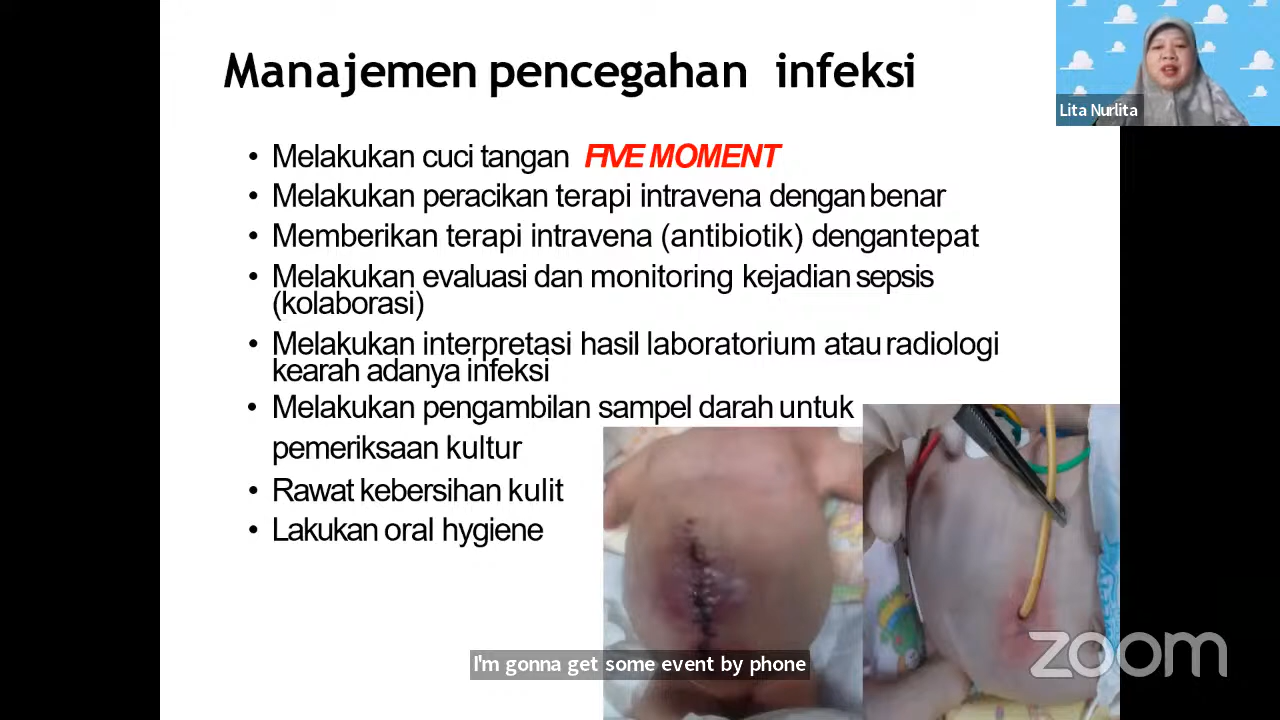 Manajemen pencegahan infeksi
Lita Nurlita
• Melakukan cuci tangan FIVE MOMENT
• Melakukan peracikan terapi intravena dengan benar
• Memberikan terapi intravena (antibiotik) dengan tepat
• Melakukan evaluasi dan monitoring kejadian sepsis
(kolaborasi)
• Melakukan interpretasi hasil laboratorium atau radiologi
kearah adanya infeksi
• Melakukan pengambilan sampel darah untuk
pemeriksaan kultur
• Rawat kebersihan kulit
• Lakukan oral hygiene
zoom
I'm gonna get some event by phone